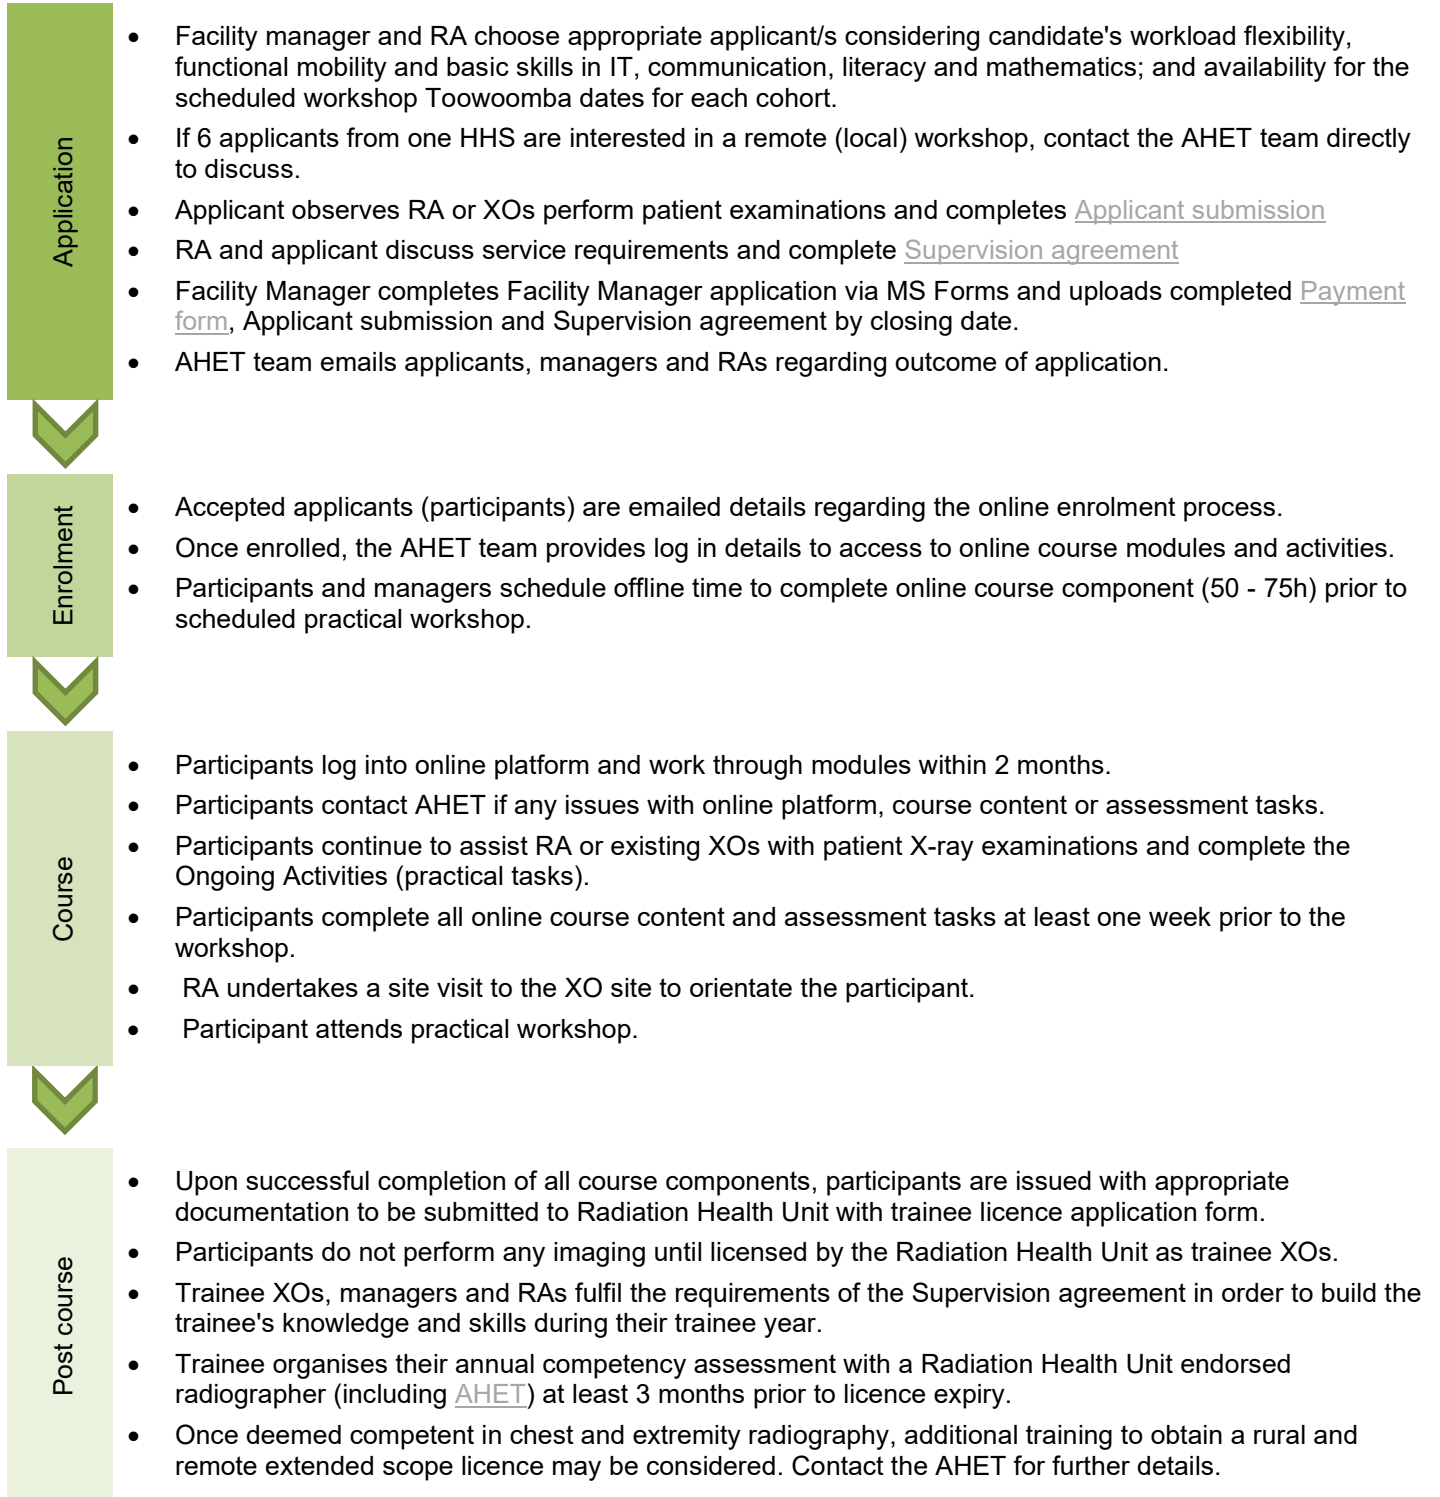 Application
• Facility manager and RA choose appropriate applicant/s considering candidate's workload flexibility,
functional mobility and basic skills in IT, communication, literacy and mathematics; and availability for the
scheduled workshop Toowoomba dates for each cohort.
• If 6 applicants from one HHS are interested in a remote (local) workshop, contact the AHET team directly
to discuss.
• Applicant observes RA or XOs perform patient examinations and completes Applicant submission
• RA and applicant discuss service requirements and complete Supervision agreement
• Facility Manager completes Facility Manager application via MS Forms and uploads completed Payment
form, Applicant submission and Supervision agreement by closing date.
• AHET team emails applicants, managers and RAs regarding outcome of application.
Enrolment
• Accepted applicants (participants) are emailed details regarding the online enrolment process.
• Once enrolled, the AHET team provides log in details to access to online course modules and activities.
• Participants and managers schedule offline time to complete online course component (50 - 75h) prior to
scheduled practical workshop.
Course
• Participants log into online platform and work through modules within 2 months.
• Participants contact AHET if any issues with online platform, course content or assessment tasks.
• Participants continue to assist RA or existing XOs with patient X-ray examinations and complete the
Ongoing Activities (practical tasks).
• Participants complete all online course content and assessment tasks at least one week prior to the
workshop.
• RA undertakes a site visit to the XO site to orientate the participant.
• Participant attends practical workshop.
Post course
• Upon successful completion of all course components, participants are issued with appropriate
documentation to be submitted to Radiation Health Unit with trainee licence application form.
• Participants do not perform any imaging until licensed by the Radiation Health Unit as trainee XOs.
• Trainee XOs, managers and RAs fulfil the requirements of the Supervision agreement in order to build the
trainee's knowledge and skills during their trainee year.
• Trainee organises their annual competency assessment with a Radiation Health Unit endorsed
radiographer (including AHET) at least 3 months prior to licence expiry.
• Once deemed competent in chest and extremity radiography, additional training to obtain a rural and
remote extended scope licence may be considered. Contact the AHET for further details.